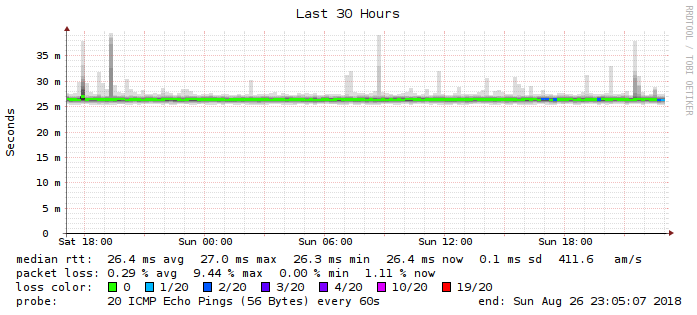 Last 30 Hours
RRDTOOL / TOBI OETIKER
Seconds
35 m
30 m
25 m
20 m
15 m
10 m
5 m
0
Sat 18:00 Sun 00:00 Sun 06:00 Sun 12:00 Sun 18:00
median rtt: 26.4 ms avg 27.0 ms max 26.3 ms min 26.4 ms now 0.1 ms sd 411.6 am/s
packet loss: 0.29 % avg 9.44 % max 0.00 % min 1.11 % now
loss color: 0 1/20 2/20 3/20 4/20 10/20 19/20
probe: 20 ICMP Echo Pings (56 Bytes) every 60s end: Sun Aug 26 23:05:07 2018